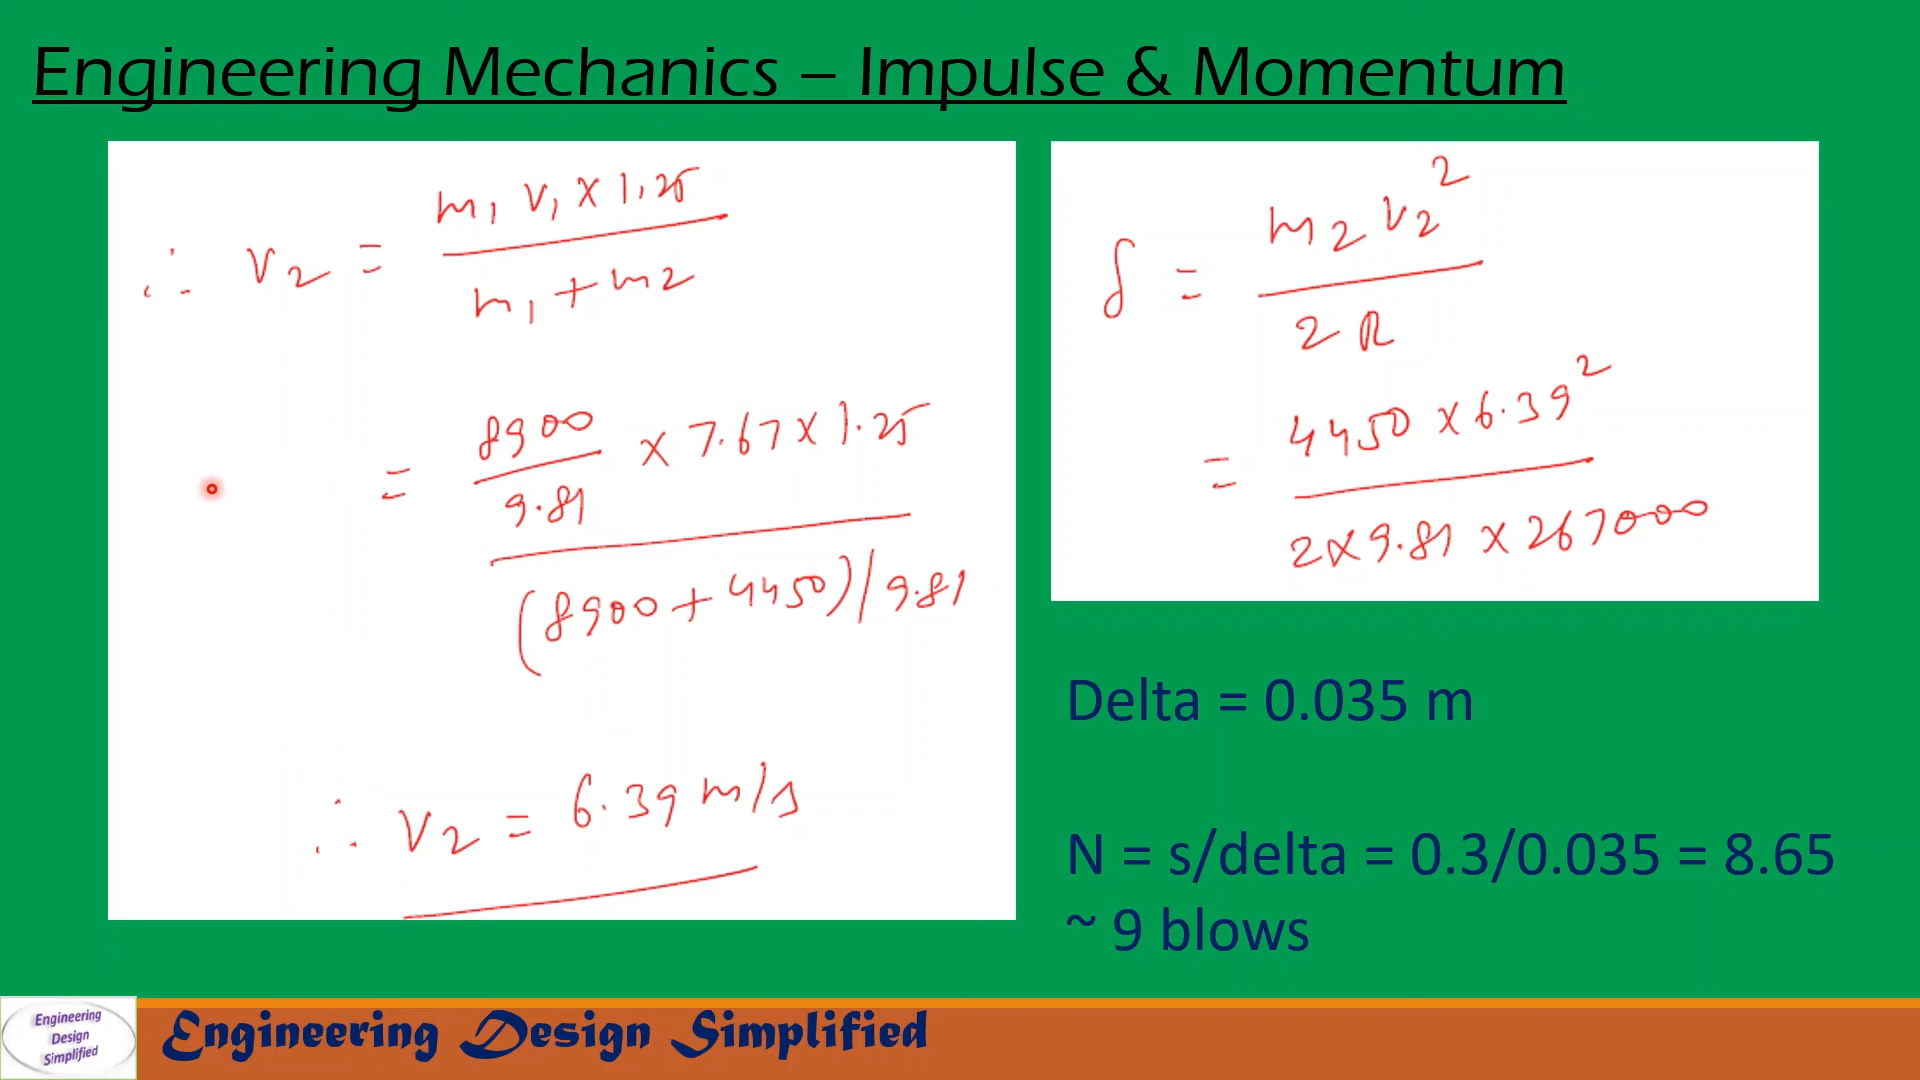 Engineering Mechanics – Impulse & Momentum
∴ v2 = m1 v1 x 1.25
m1 + m2
= 8900 x 7.67 x 1.25
9.81
(8900 + 4450)/9.81
∴ v2 = 6.39 m/s
δ = m2 v2²
2R
= 4450 x 6.39²
2 x 9.81 x 267000
Delta = 0.035 m
N = s/delta = 0.3/0.035 = 8.65
~ 9 blows
Engineering
Design
Simplified
Engineering Design Simplified